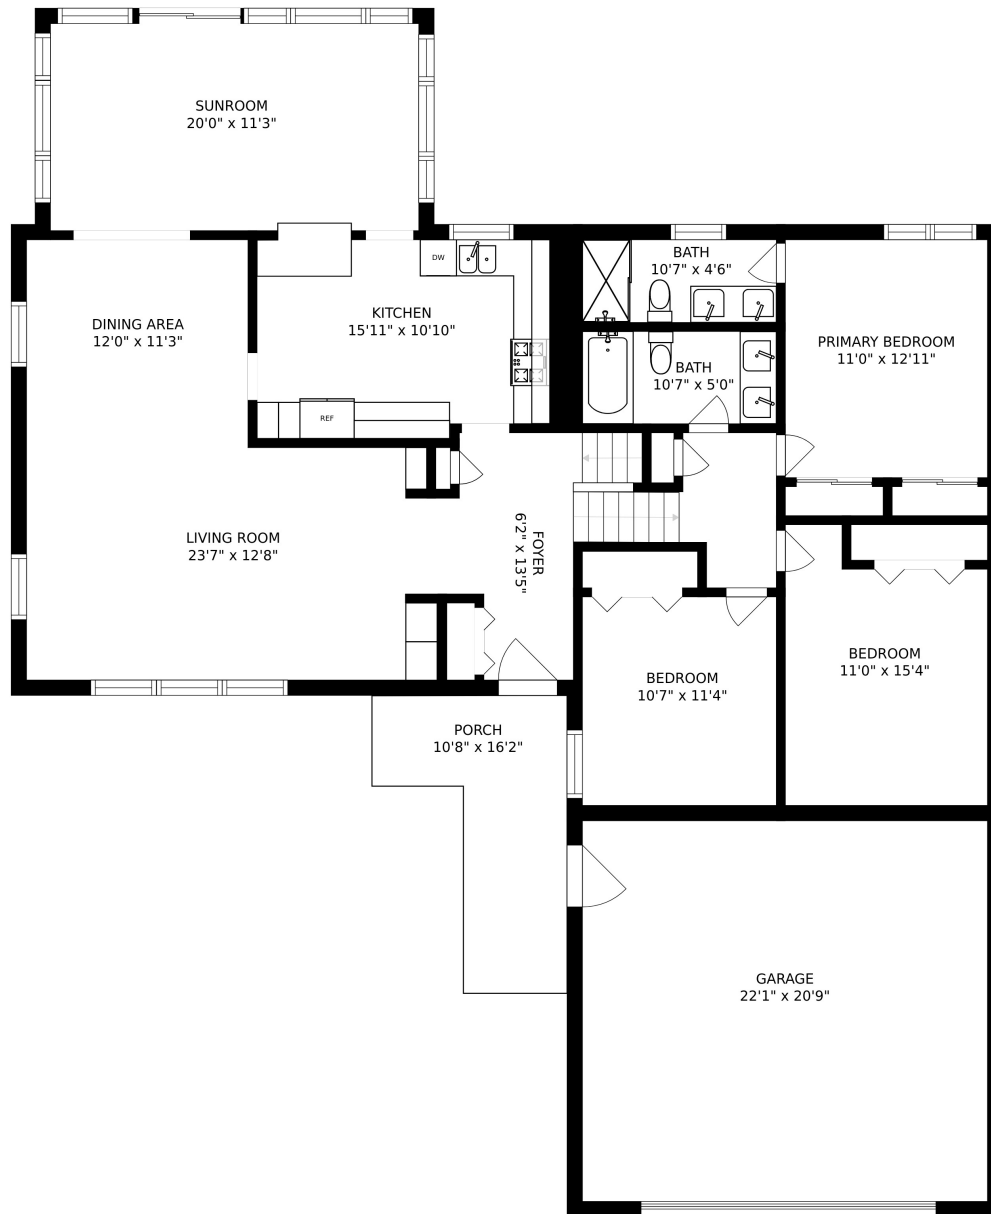 SUNROOM
20'0" x 11'3"
DW
BATH
10'7" x 4'6"
DINING AREA
12'0" x 11'3"
KITCHEN
15'11" x 10'10"
PRIMARY BEDROOM
11'0" x 12'11"
BATH
10'7" x 5'0"
REF
LIVING ROOM
23'7" x 12'8"
FOYER
6'2" x 13'5"
BEDROOM
10'7" x 11'4"
BEDROOM
11'0" x 15'4"
PORCH
10'8" x 16'2"
GARAGE
22'1" x 20'9"